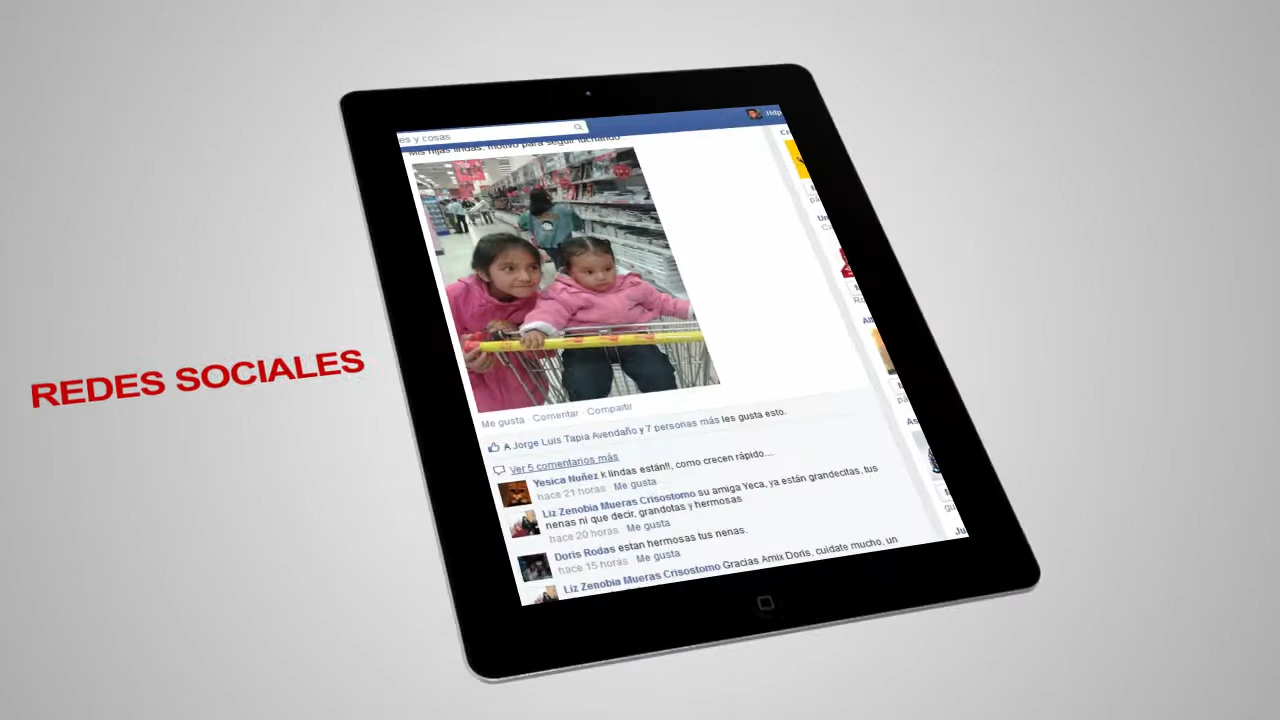 es y cosas
Hdp
Mis hijas lindas. motivo para seguir luchando
REDES SOCIALES
Me gusta · Comentar · Compartir
A Jorge Luis Tapia Avendaño y 7 personas más les gusta esto.
Ver 5 comentarios más
Yesica Nuñez k lindas están!!, como crecen rápido....
hace 21 horas · Me gusta
Liz Zenobia Mueras Crisostomo su amiga Yeca, ya están grandecitas, tus
nenas ni que decir, grandotas y hermosas
hace 20 horas · Me gusta
Doris Rodas estan hermosas tus nenas.
hace 15 horas · Me gusta
Liz Zenobia Mueras Crisostomo Gracias Amix Doris, cuidate mucho, un